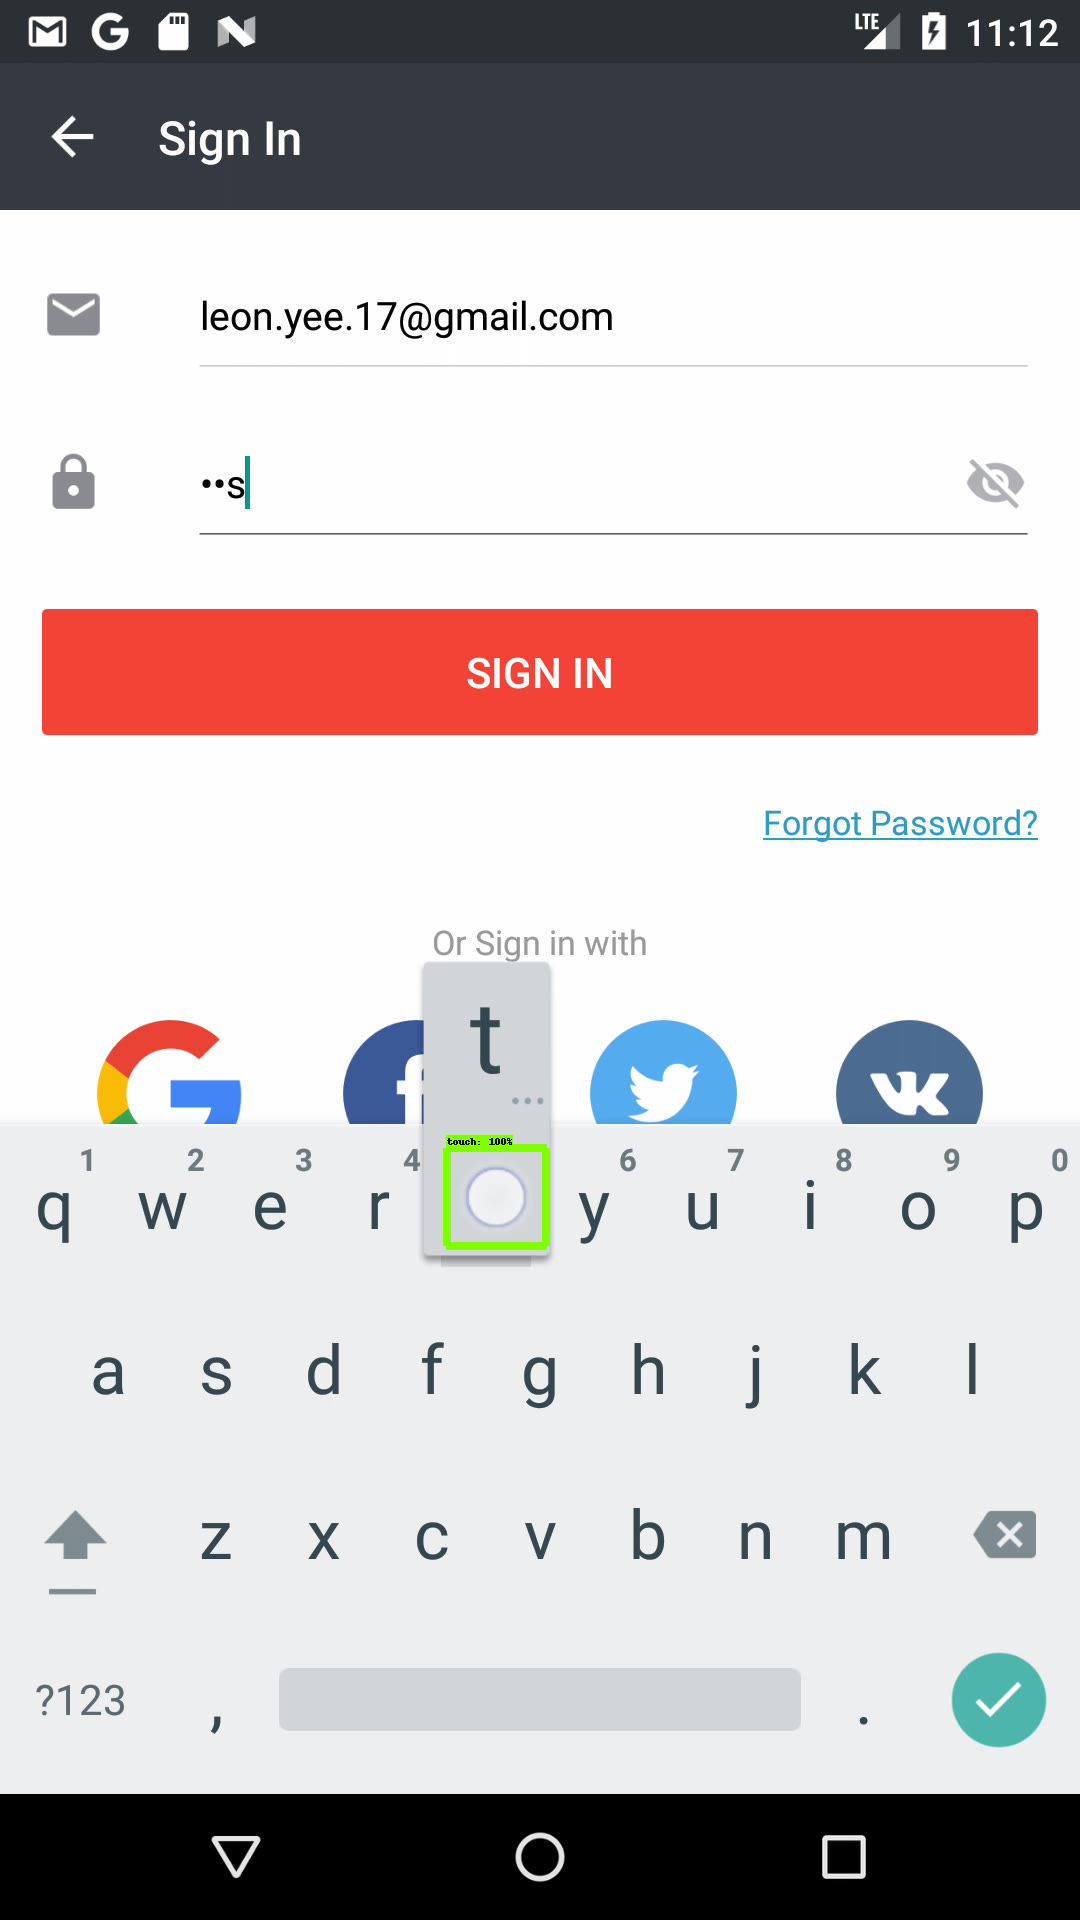 LTE 11:12
Sign In
leon.yee.17@gmail.com
••s
SIGN IN
Forgot Password?
Or Sign in with
t
...
touch: 100%
1 2 3 4 6 7 8 9 0
q w e r y u i o p
a s d f g h j k l
z x c v b n m
?123 , .